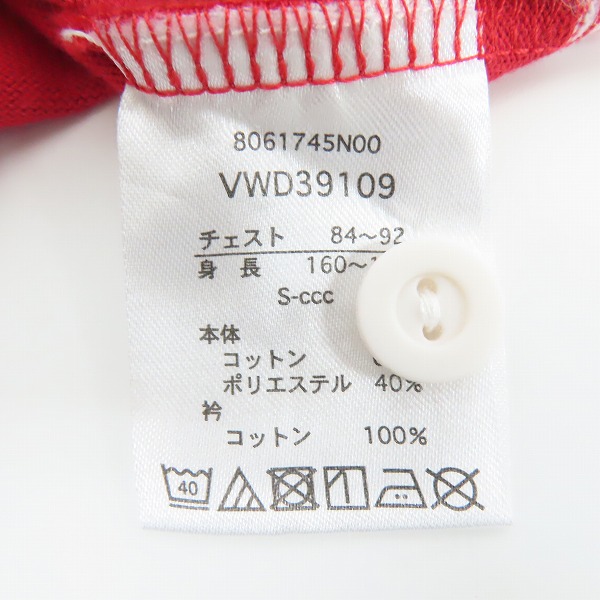 8061745N00
VWD39109
チェスト 84～92
身長 160～
S-ccc
本体
コットン
ポリエステル 40%
衿
コットン 100%
40